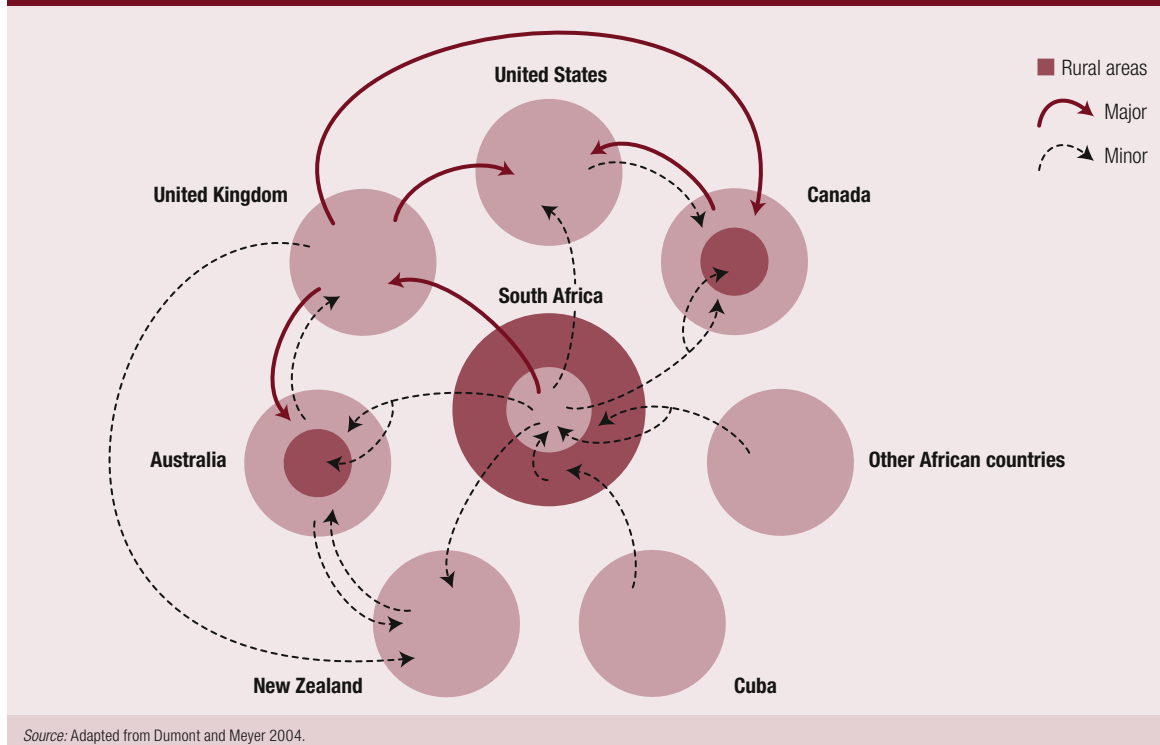 United States
Rural areas
Major
Minor
United Kingdom
Canada
South Africa
Australia
Other African countries
New Zealand
Cuba
Source: Adapted from Dumont and Meyer 2004.